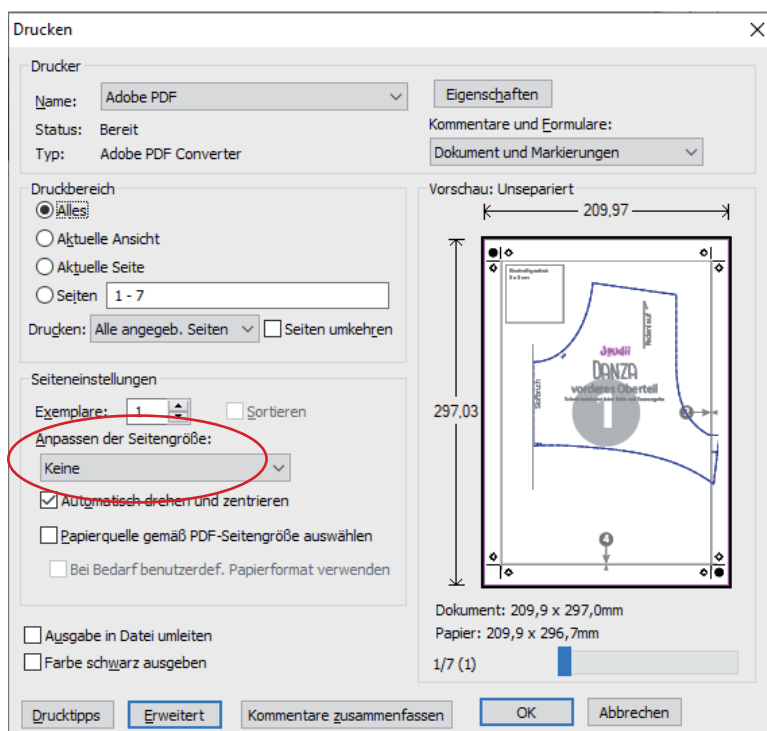 Drucken
Drucker
Name: Adobe PDF
Eigenschaften
Status: Bereit
Kommentare und Formulare:
Typ: Adobe PDF Converter
Dokument und Markierungen
Druckbereich
Alles
Aktuelle Ansicht
Aktuelle Seite
Seiten 1 - 7
Drucken: Alle angegeb. Seiten Seiten umkehren
Seiteneinstellungen
Exemplare: 1 Sortieren
Anpassen der Seitengröße:
Keine
Automatisch drehen und zentrieren
Papierquelle gemäß PDF-Seitengröße auswählen
Bei Bedarf benutzerdef. Papierformat verwenden
Ausgabe in Datei umleiten
Farbe schwarz ausgeben
Vorschau: Unsepariert
209,97
297,03
Kontrollquadrat
DANZA
vorderes Oberteil
1
2
4
Dokument: 209,9 x 297,0mm
Papier: 209,9 x 296,7mm
1/7 (1)
Drucktipps
Erweitert
Kommentare zusammenfassen
OK
Abbrechen